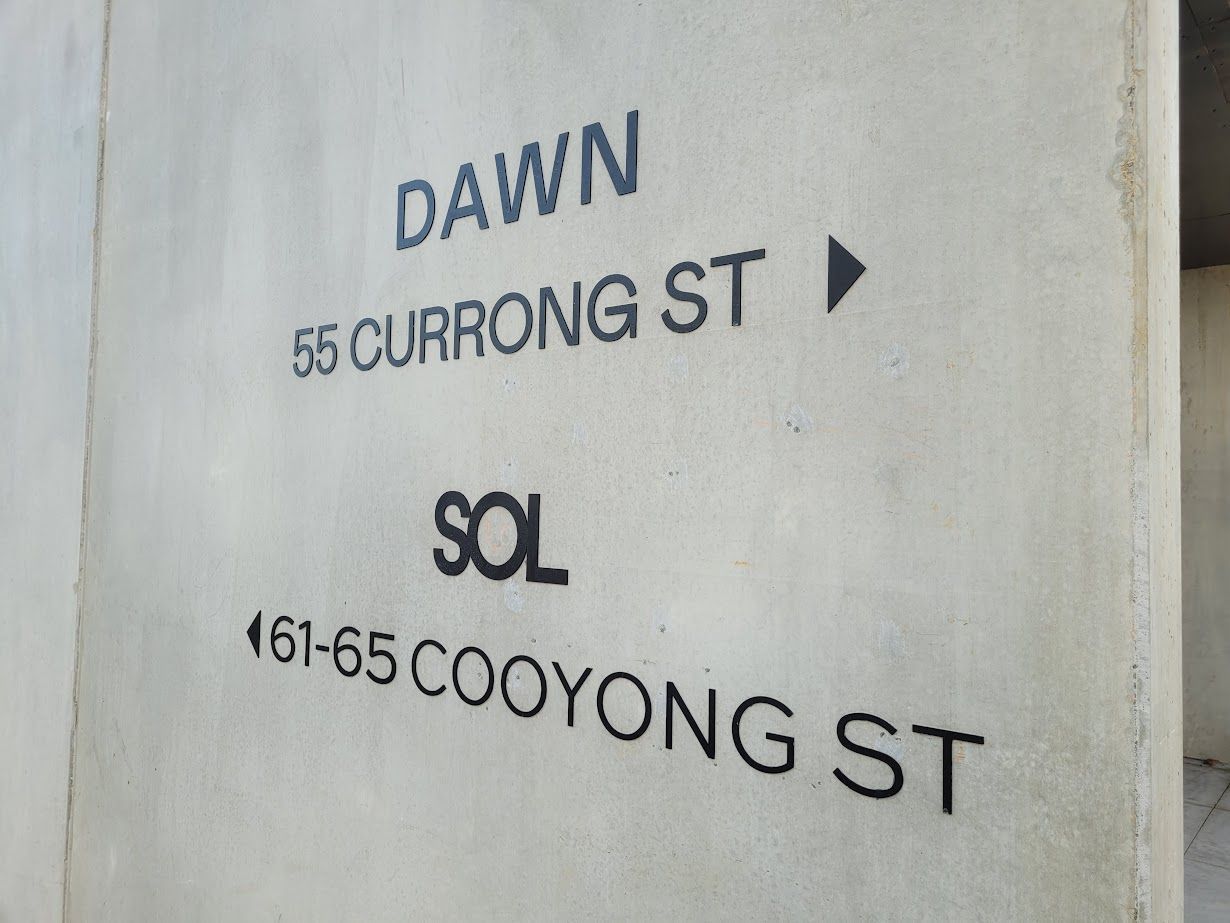 DAWN
55 CURRONG ST
SOL
61-65 COOYONG ST